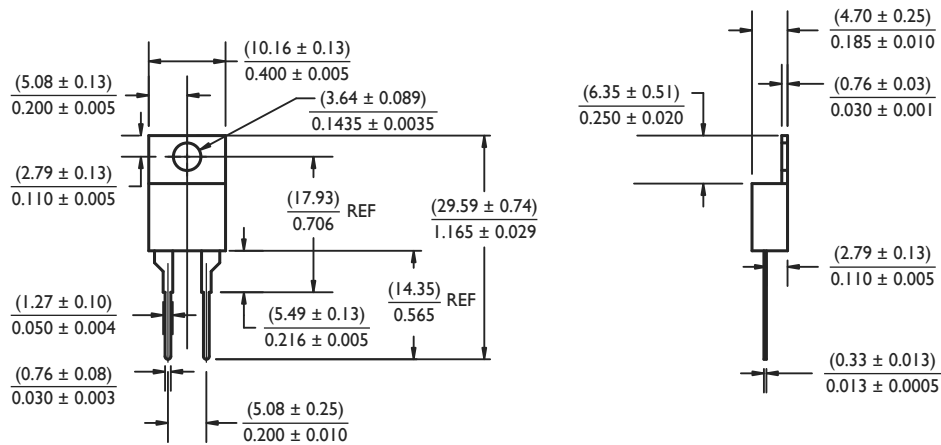 (10.16 ± 0.13)
0.400 ± 0.005
(5.08 ± 0.13)
0.200 ± 0.005
(3.64 ± 0.089)
0.1435 ± 0.0035
(2.79 ± 0.13)
0.110 ± 0.005
(17.93) REF
0.706
(29.59 ± 0.74)
1.165 ± 0.029
(14.35) REF
0.565
(1.27 ± 0.10)
0.050 ± 0.004
(5.49 ± 0.13)
0.216 ± 0.005
(0.76 ± 0.08)
0.030 ± 0.003
(5.08 ± 0.25)
0.200 ± 0.010
(4.70 ± 0.25)
0.185 ± 0.010
(0.76 ± 0.03)
0.030 ± 0.001
(6.35 ± 0.51)
0.250 ± 0.020
(2.79 ± 0.13)
0.110 ± 0.005
(0.33 ± 0.013)
0.013 ± 0.0005